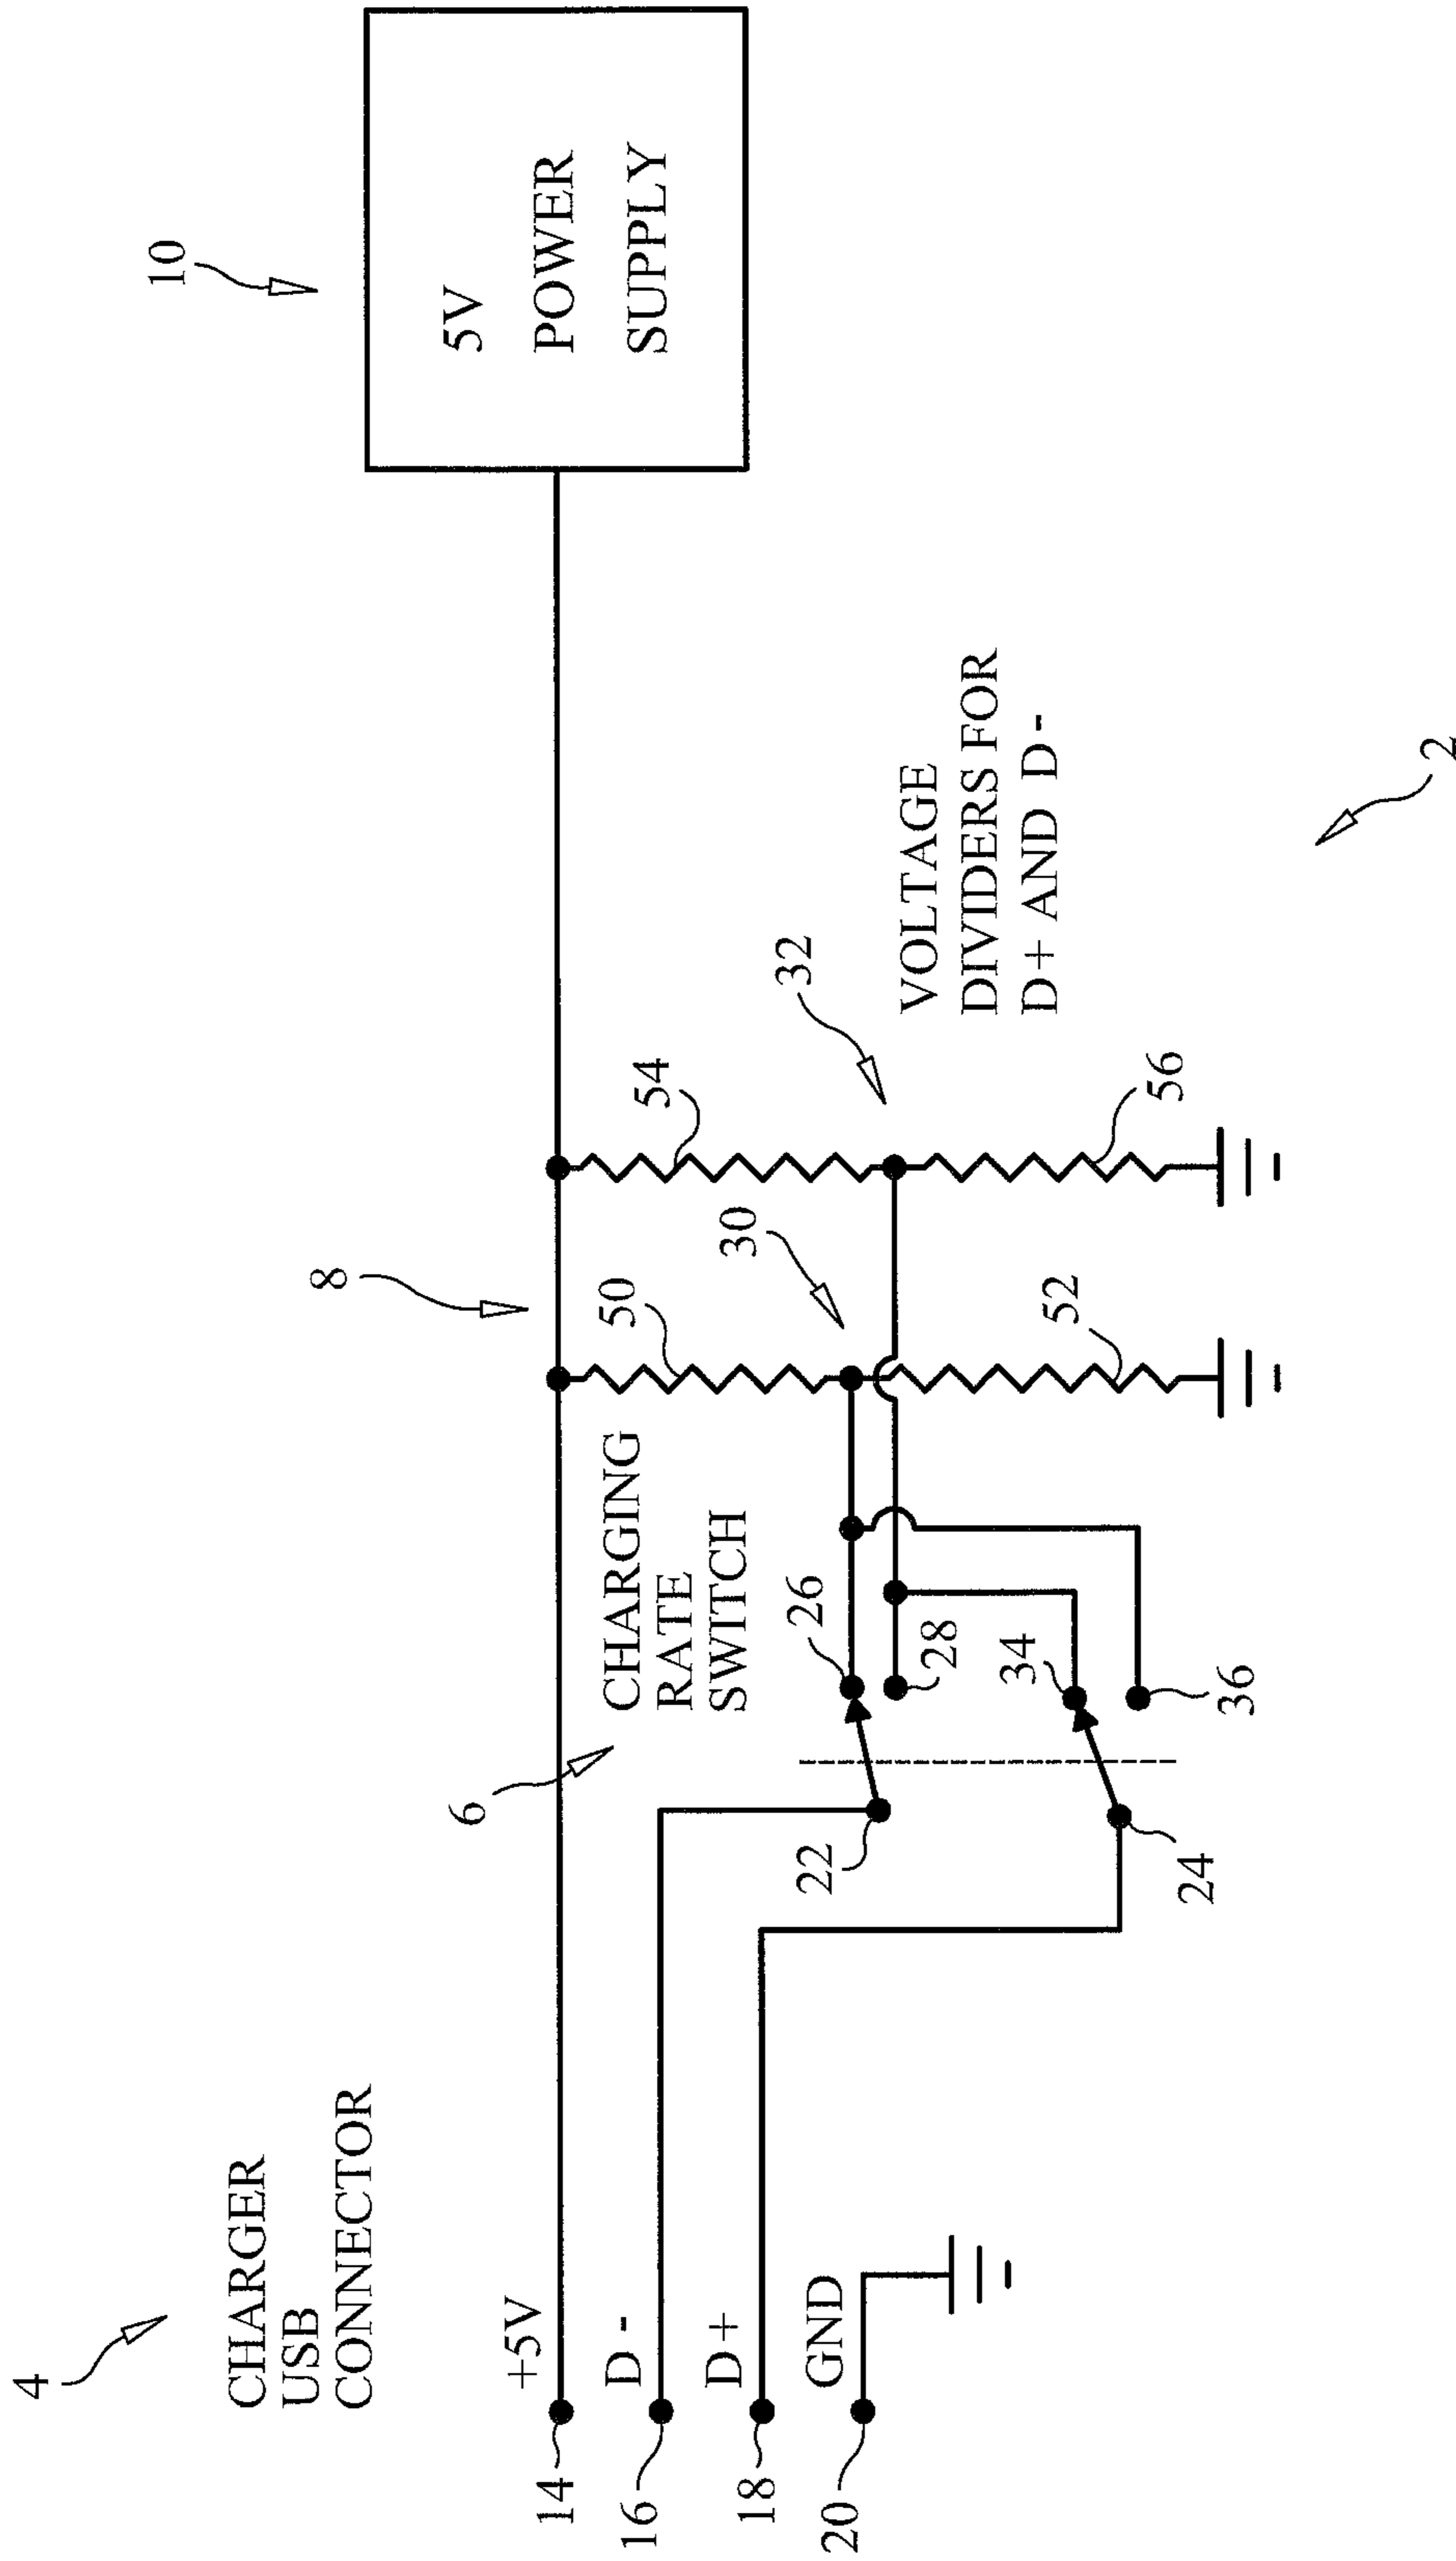 4
CHARGER
USB
CONNECTOR
10
5V
POWER
SUPPLY
8
+5V
14
D -
16
D+
18
GND
20
6
CHARGING
RATE
SWITCH
22
24
26
28
34
36
50
30
52
54
32
56
VOLTAGE
DIVIDERS FOR
D+ AND D -
2